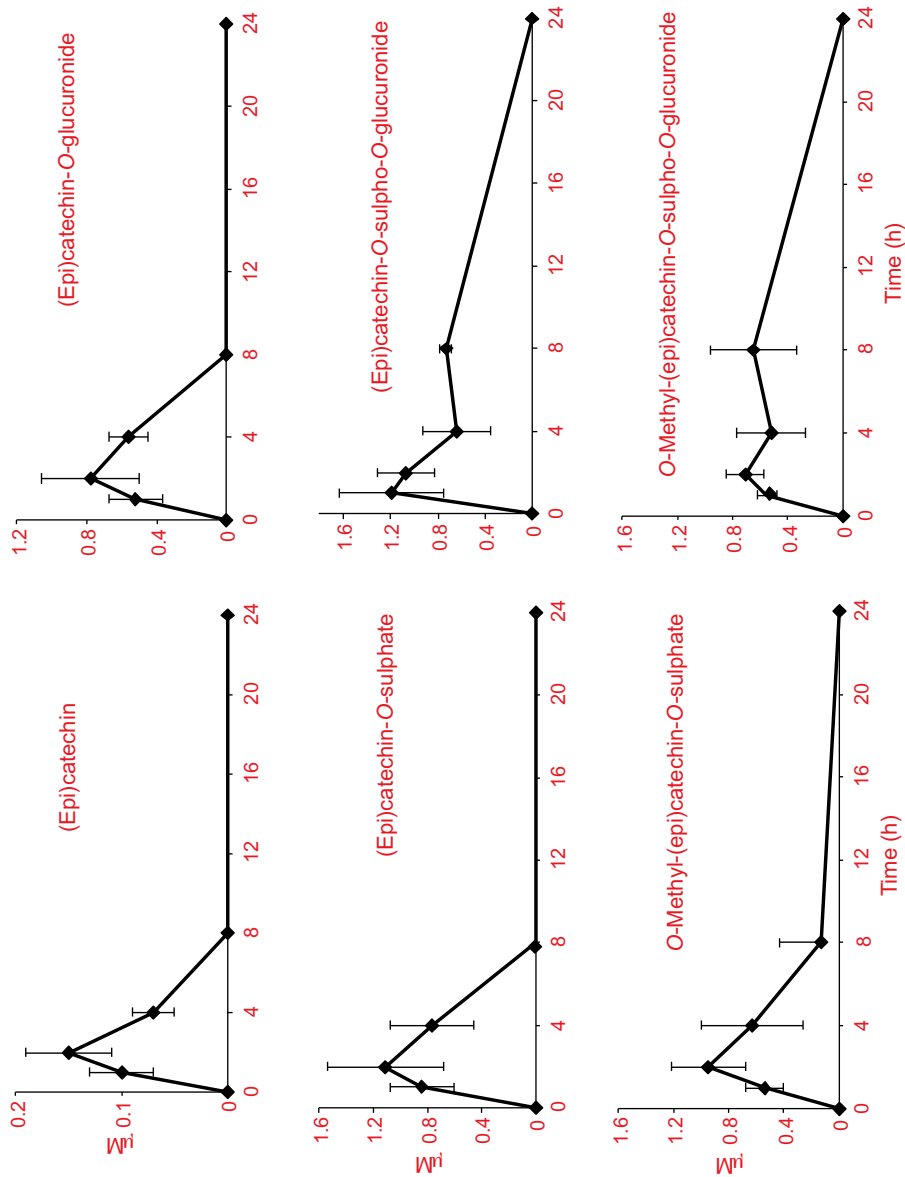 (Epi)catechin
0.2
0.1
0
µM
0 4 8 12 16 20 24
(Epi)catechin-O-glucuronide
1.2
0.8
0.4
0
0 4 8 12 16 20 24
(Epi)catechin-O-sulphate
1.6
1.2
0.8
0.4
0
µM
0 4 8 12 16 20 24
(Epi)catechin-O-sulpho-O-glucuronide
1.6
1.2
0.8
0.4
0
0 4 8 12 16 20 24
O-Methyl-(epi)catechin-O-sulphate
1.6
1.2
0.8
0.4
0
µM
0 4 8 12 16 20 24
Time (h)
O-Methyl-(epi)catechin-O-sulpho-O-glucuronide
1.6
1.2
0.8
0.4
0
0 4 8 12 16 20 24
Time (h)